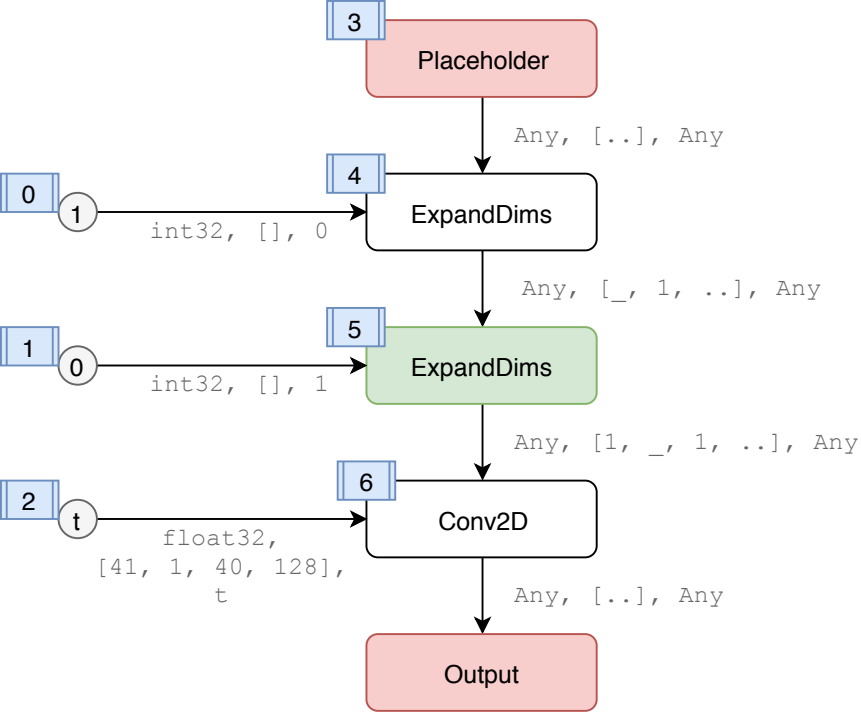 3
Placeholder
Any, [..], Any
4
0
1
ExpandDims
int32, [], 0
Any, [_, 1, ..], Any
5
1
0
ExpandDims
int32, [], 1
Any, [1, _, 1, ..], Any
6
2
t
Conv2D
float32,
[41, 1, 40, 128],
t
Any, [..], Any
Output